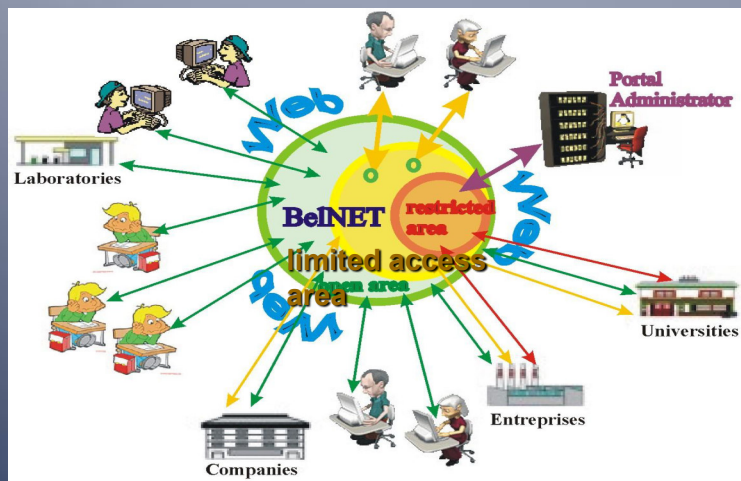 Web
Portal
Administrator
Laboratories
Web
BelNET
restricted
area
limited access
area
open area
Web
Universities
Entreprises
Companies